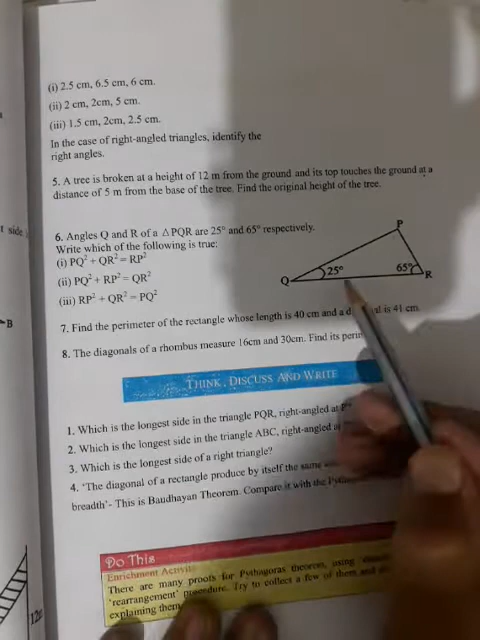 (i) 2.5 cm, 6.5 cm, 6 cm.
(ii) 2 cm, 2cm, 5 cm.
(iii) 1.5 cm, 2cm, 2.5 cm.
In the case of right-angled triangles, identify the
right angles.
5. A tree is broken at a height of 12 m from the ground and its top touches the ground at a
distance of 5 m from the base of the tree. Find the original height of the tree.
t side
6. Angles Q and R of a △PQR are 25° and 65° respectively.
Write which of the following is true:
(i) PQ² + QR² = RP²
(ii) PQ² + RP² = QR²
(iii) RP² + QR² = PQ²
P
Q
25°
65°
R
B
7. Find the perimeter of the rectangle whose length is 40 cm and a is 41 cm.
8. The diagonals of a rhombus measure 16cm and 30cm. Find its
THINK, DISCUSS AND WRITE
1. Which is the longest side in the triangle PQR, right-angled at
2. Which is the longest side in the triangle ABC, right-angled at
3. Which is the longest side of a right triangle?
4. 'The diagonal of a rectangle produce by itself the same
breadth'- This is Baudhayan Theorem. Compare it with the
DO THIS
Enrichment
There are many proofs for Pythagoras theorem, using
'rearrangement' procedure. Try to collect a few of them and
explaining them